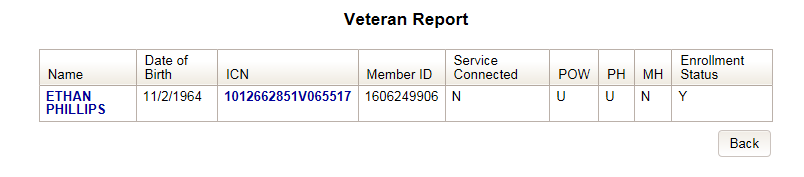 Veteran Report
Name Date of Birth ICN Member ID Service Connected POW PH MH Enrollment Status
ETHAN PHILLIPS 11/2/1964 1012662851V065517 1606249906 N U U N Y
Back